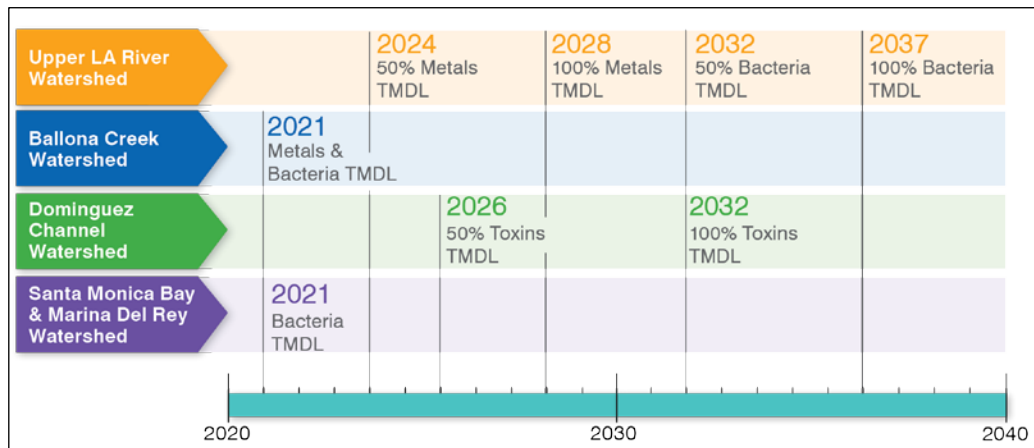 Upper LA River
Watershed
2024
50% Metals
TMDL
2028
100% Metals
TMDL
2032
50% Bacteria
TMDL
2037
100% Bacteria
TMDL
Ballona Creek
Watershed
2021
Metals &
Bacteria TMDL
Dominguez
Channel
Watershed
2026
50% Toxins
TMDL
2032
100% Toxins
TMDL
Santa Monica Bay
& Marina Del Rey
Watershed
2021
Bacteria
TMDL
2020
2030
2040